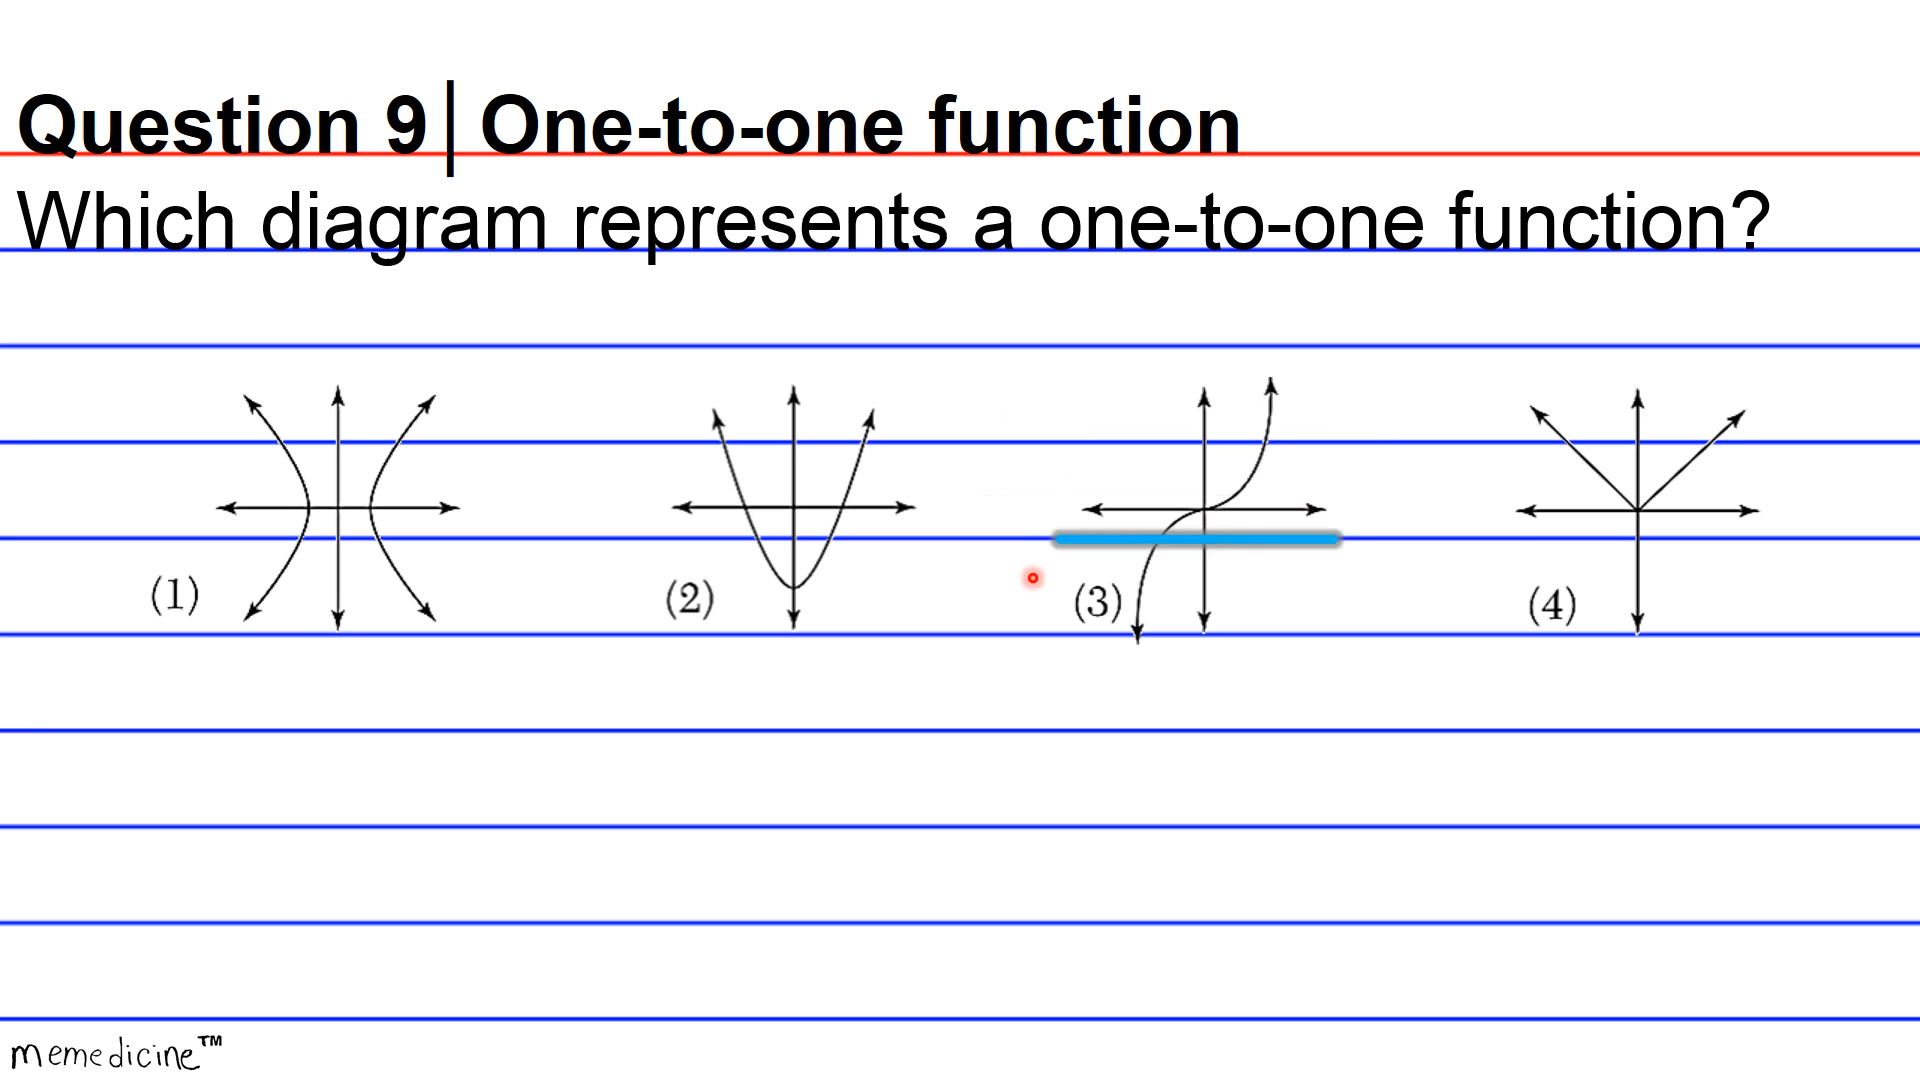 Question 9│One-to-one function
Which diagram represents a one-to-one function?
(1) (2) (3) (4)
memedicine™